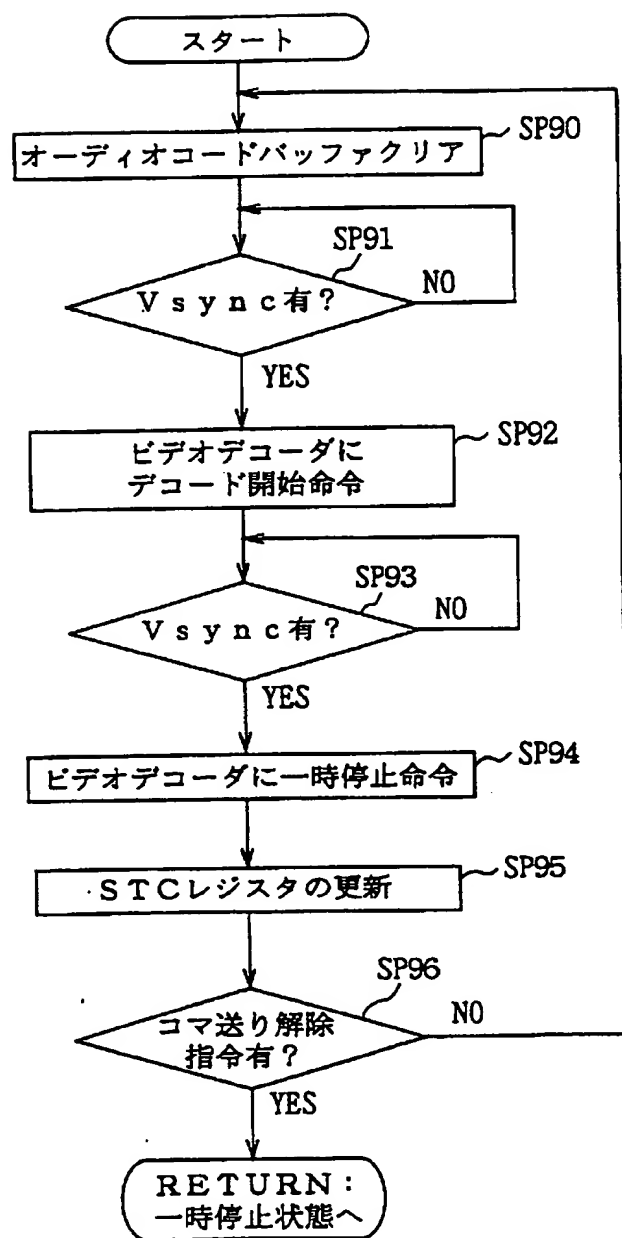 スタート
SP90
オーディオコードバッファクリア
SP91
Vsync有?
NO
YES
SP92
ビデオデコーダに
デコード開始命令
SP93
Vsync有?
NO
YES
SP94
ビデオデコーダに一時停止命令
SP95
STCレジスタの更新
SP96
コマ送り解除
指令有?
NO
YES
RETURN:
一時停止状態へ